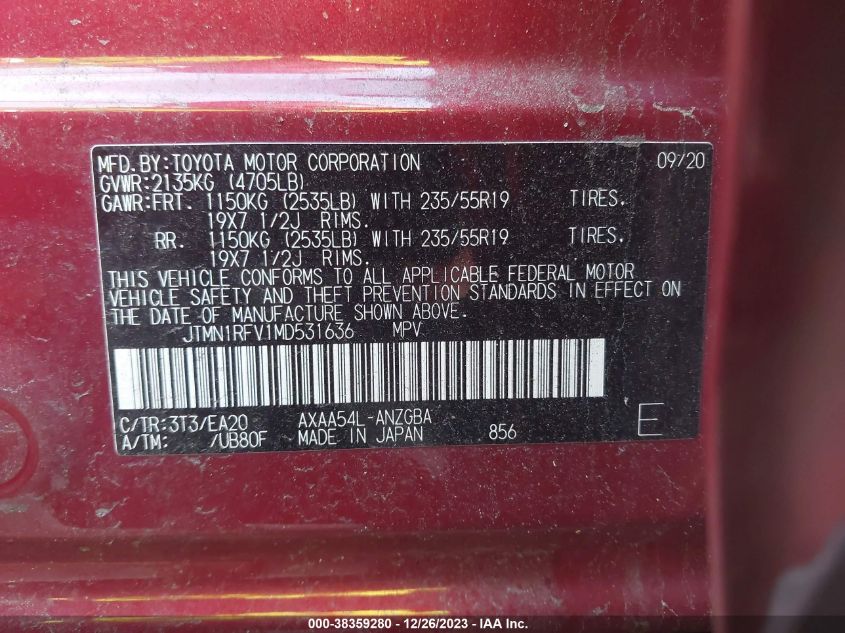 MFD.BY:TOYOTA MOTOR CORPORATION 09/20
GVWR:2135KG (4705LB)
GAWR:FRT. 1150KG (2535LB) WITH 235/55R19 TIRES.
19X7 1/2J RIMS.
RR. 1150KG (2535LB) WITH 235/55R19 TIRES.
19X7 1/2J RIMS.
THIS VEHICLE CONFORMS TO ALL APPLICABLE FEDERAL MOTOR
VEHICLE SAFETY AND THEFT PREVENTION STANDARDS IN EFFECT ON
THE DATE OF MANUFACTURE SHOWN ABOVE.
JTMN1RFV1MD531636 MPV
C/TR:3T3/EA20 AXAA54L-ANZGBA
A/TM: /UB80F MADE IN JAPAN 856 E
000-38359280 - 12/26/2023 - IAA Inc.